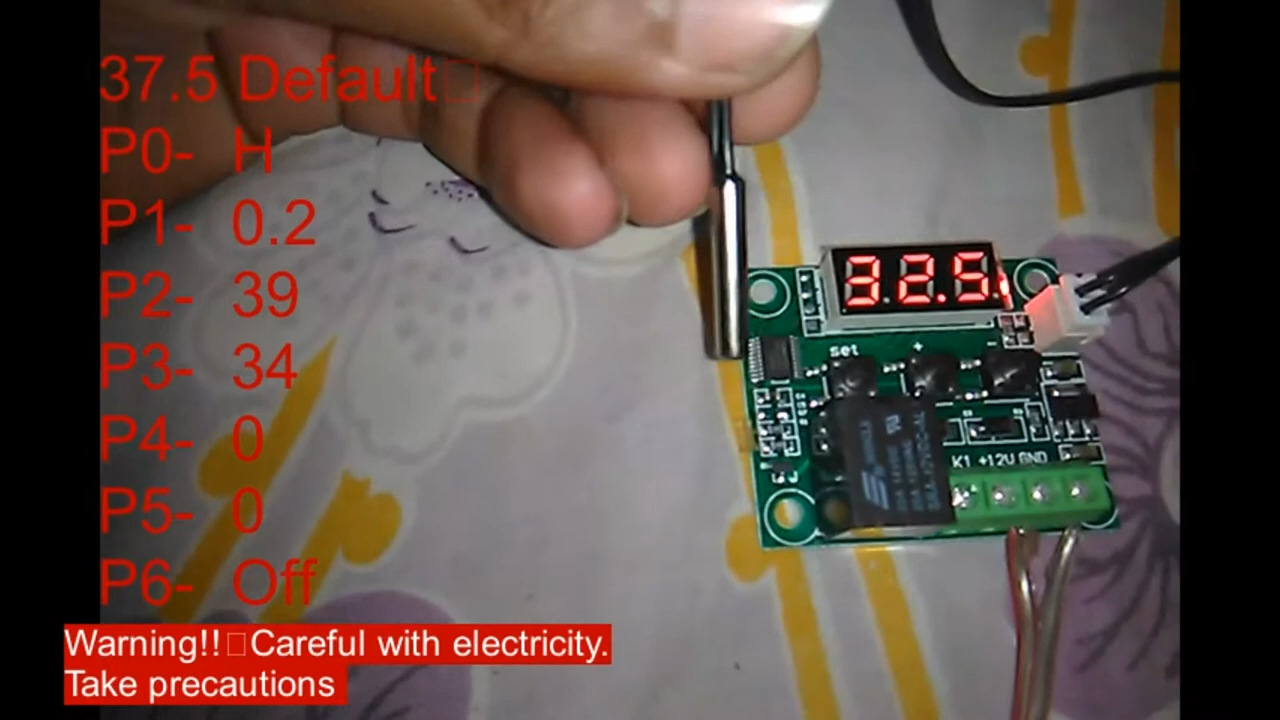 37.5 Default
P0- H
P1- 0.2
P2- 39
P3- 34
P4- 0
P5- 0
P6- Off
Warning!! Careful with electricity.
Take precautions
32.5
set + -
K1 +12V GND